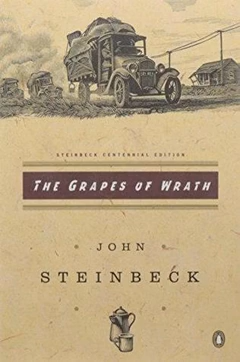 STEINBECK CENTENNIAL EDITION
THE GRAPES OF WRATH
JOHN
STEINBECK